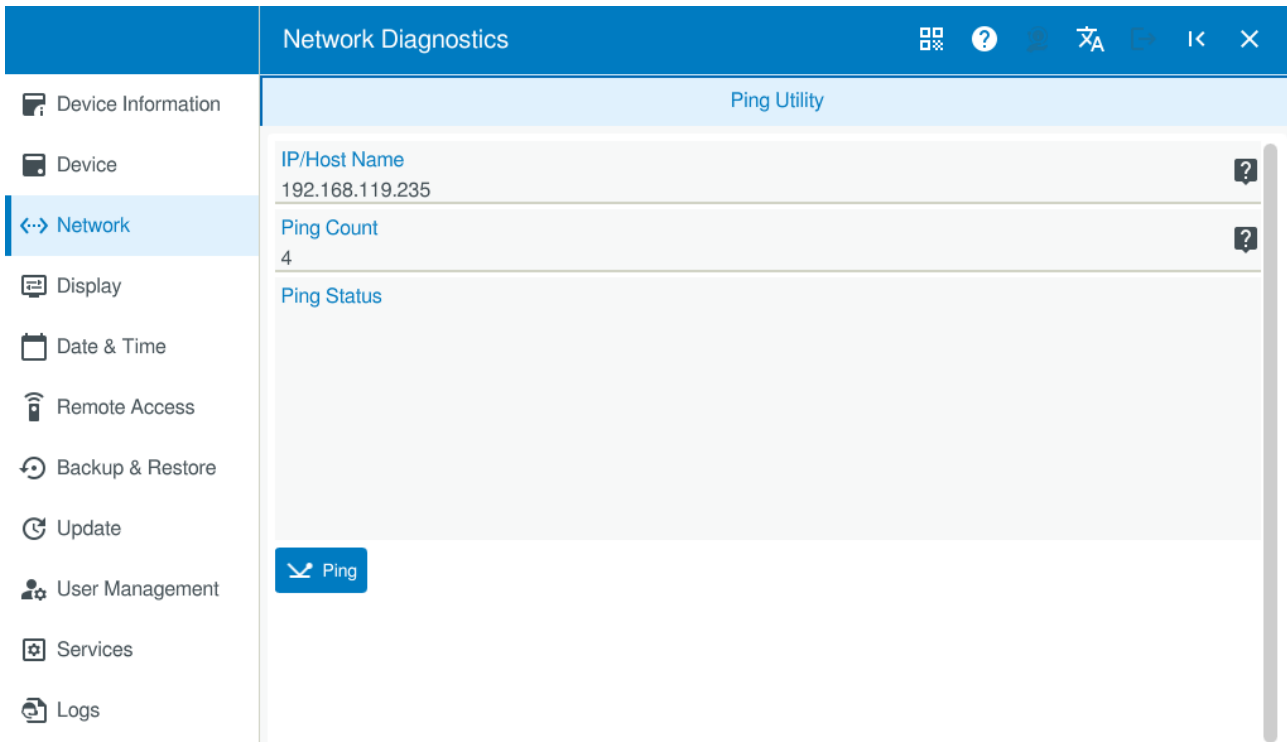 Network Diagnostics
Device Information
Device
Network
Display
Date & Time
Remote Access
Backup & Restore
Update
User Management
Services
Logs
Ping Utility
IP/Host Name
192.168.119.235
Ping Count
4
Ping Status
Ping